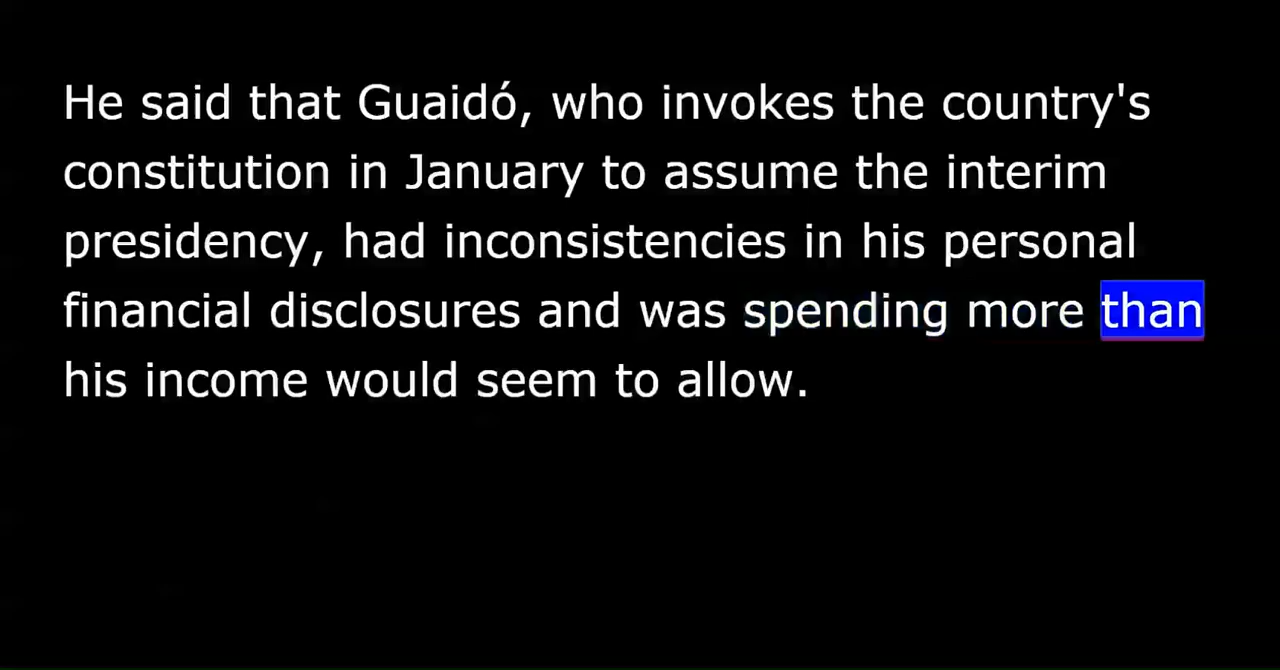 He said that Guaidó, who invokes the country's
constitution in January to assume the interim
presidency, had inconsistencies in his personal
financial disclosures and was spending more than
his income would seem to allow.